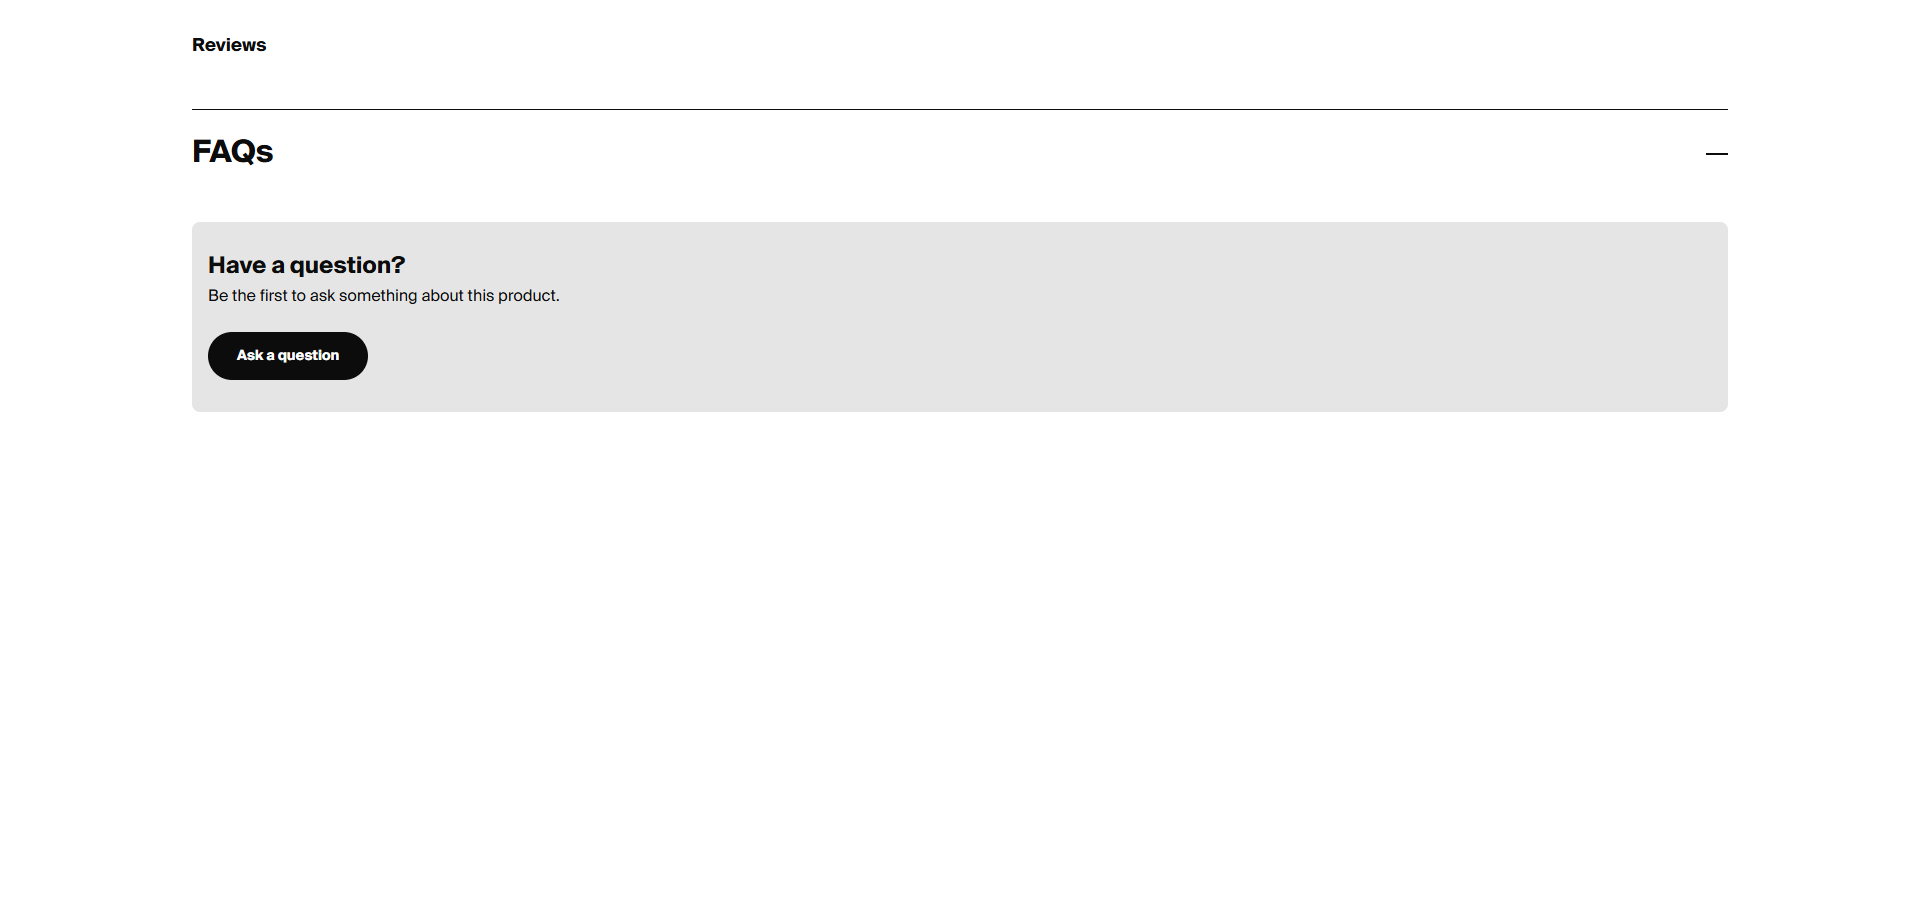 Reviews
FAQs
Have a question?
Be the first to ask something about this product.
Ask a question